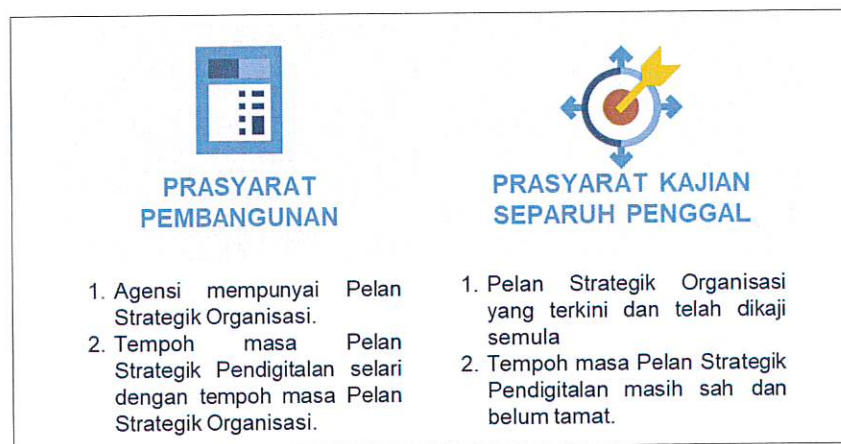 PRASYARAT
PEMBANGUNAN
1. Agensi mempunyai Pelan
Strategik Organisasi.
2. Tempoh masa Pelan
Strategik Pendigitalan selari
dengan tempoh masa Pelan
Strategik Organisasi.
PRASYARAT KAJIAN
SEPARUH PENGGAL
1. Pelan Strategik Organisasi
yang terkini dan telah dikaji
semula
2. Tempoh masa Pelan Strategik
Pendigitalan masih sah dan
belum tamat.